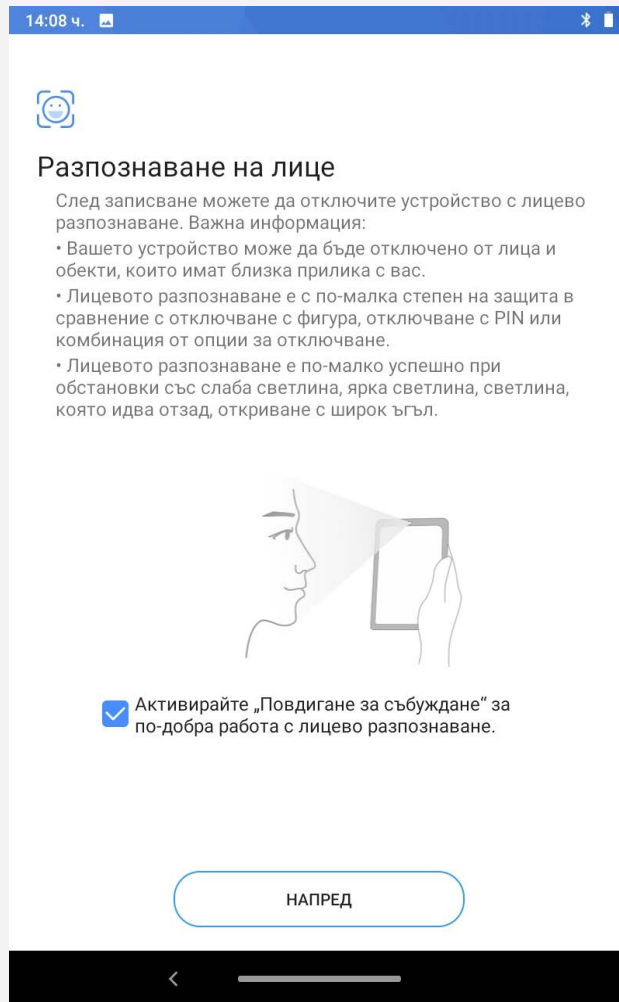 14:08 ч.
Разпознаване на лице
След записване можете да отключите устройство с лицево
разпознаване. Важна информация:
• Вашето устройство може да бъде отключено от лица и
обекти, които имат близка прилика с вас.
• Лицевото разпознаване е с по-малка степен на защита в
сравнение с отключване с фигура, отключване с PIN или
комбинация от опции за отключване.
• Лицевото разпознаване е по-малко успешно при
обстановки със слаба светлина, ярка светлина, светлина,
която идва отзад, откриване с широк ъгъл.
Активирайте „Повдигане за събуждане“ за
по-добра работа с лицево разпознаване.
НАПРЕД